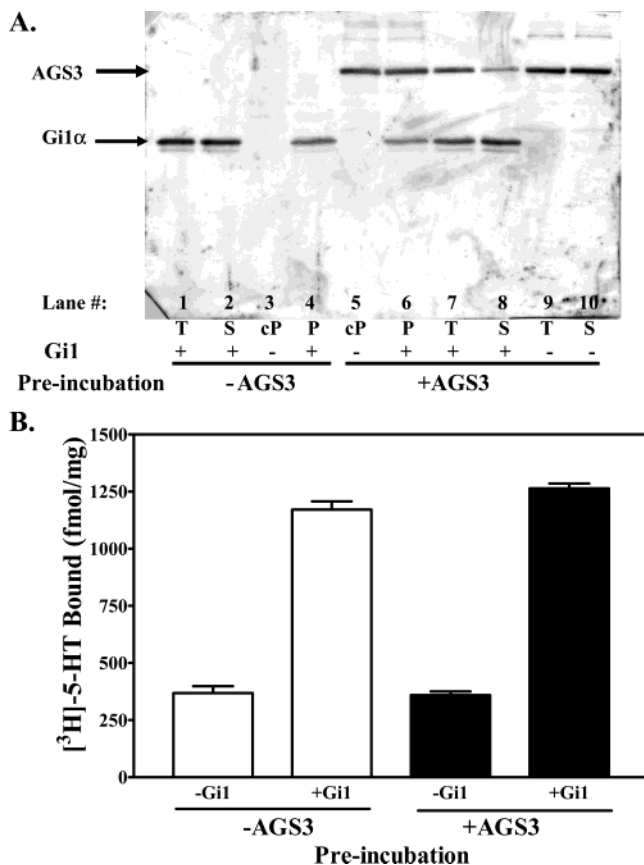 A.
AGS3
Gi1α
Lane #: 1 2 3 4 5 6 7 8 9 10
T S cP P cP P T S T S
Gi1 + + - + - + + + - -
Pre-incubation -AGS3 +AGS3
B.
[³H]-5-HT Bound (fmol/mg)
1500
1250
1000
750
500
250
0
-Gi1 +Gi1 -Gi1 +Gi1
-AGS3 +AGS3
Pre-incubation